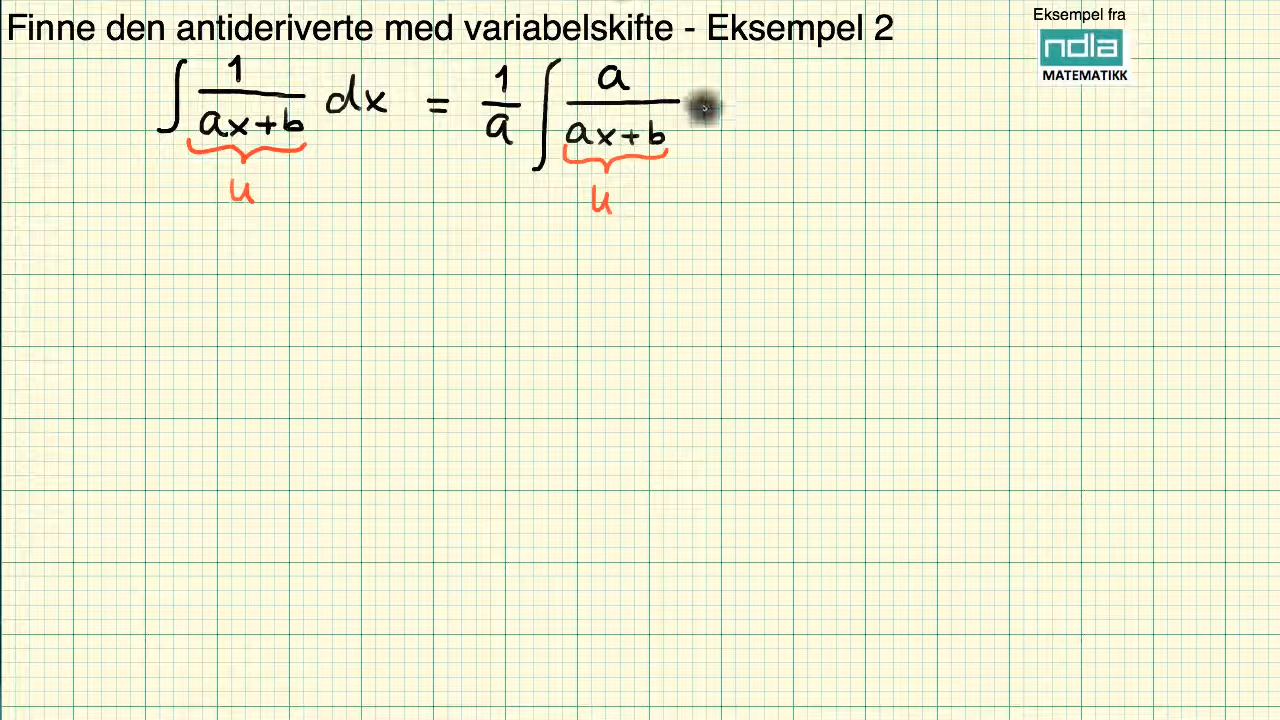 Finne den antideriverte med variabelskifte - Eksempel 2
Eksempel fra
ndla
MATEMATIKK
∫ 1/(ax+b) dx = 1/a ∫ a/(ax+b)
u u